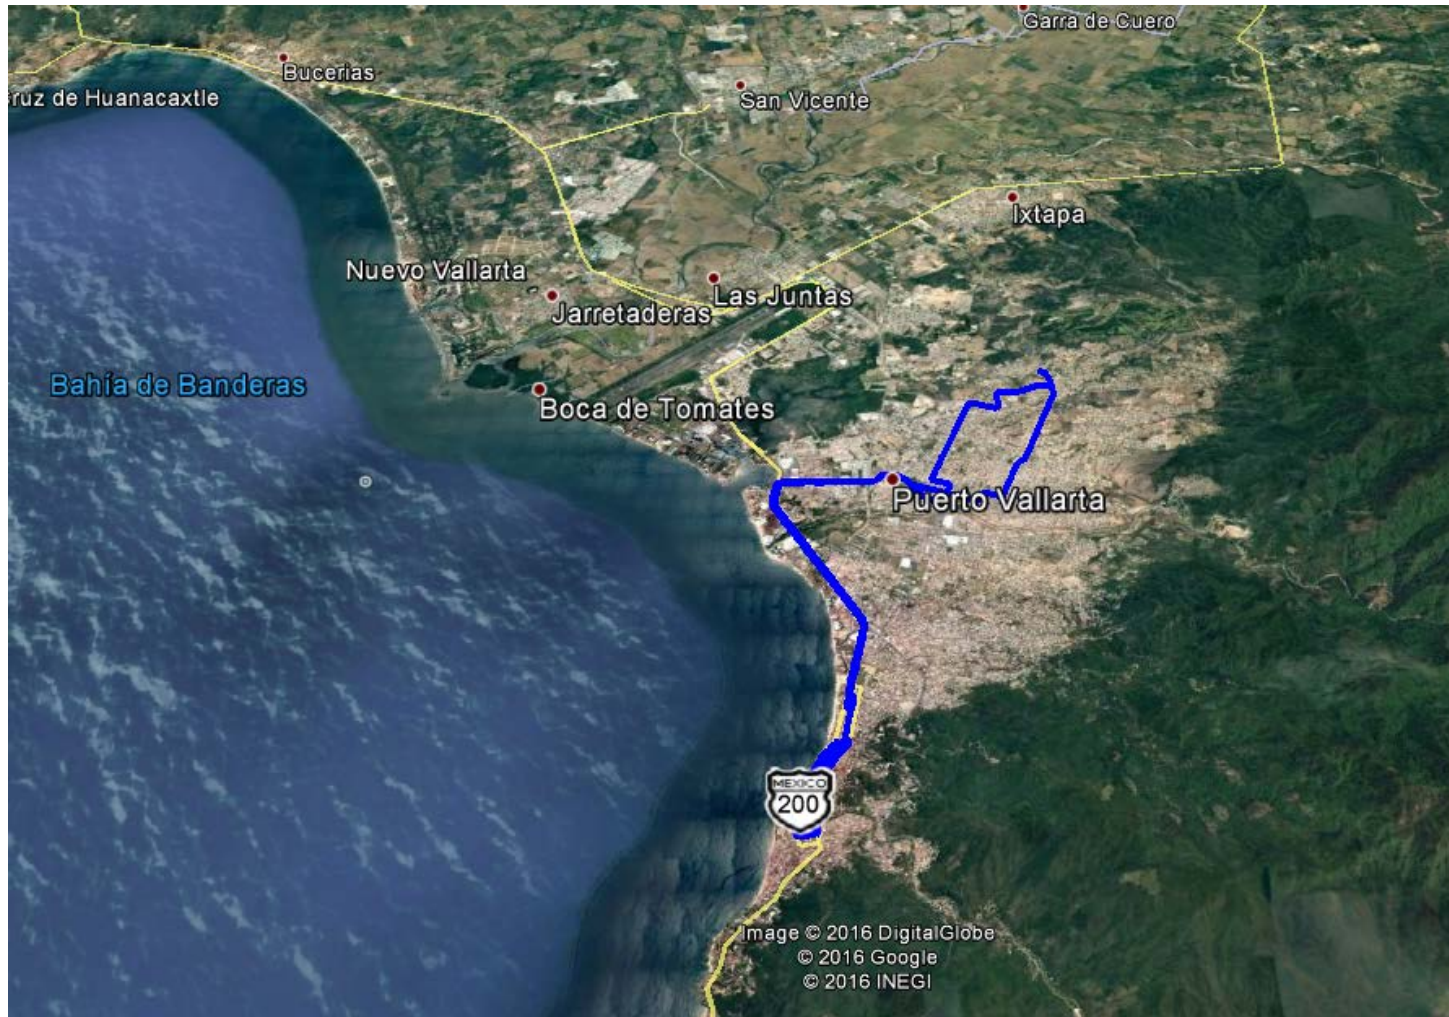 Garra de Cuero
Bucerias
San Vicente
ruz de Huanacaxtle
Ixtapa
Nuevo Vallarta
Las Juntas
Jarretaderas
Bahía de Banderas
Boca de Tomates
Puerto Vallarta
MEXICO
200
Image © 2016 DigitalGlobe
© 2016 Google
© 2016 INEGI